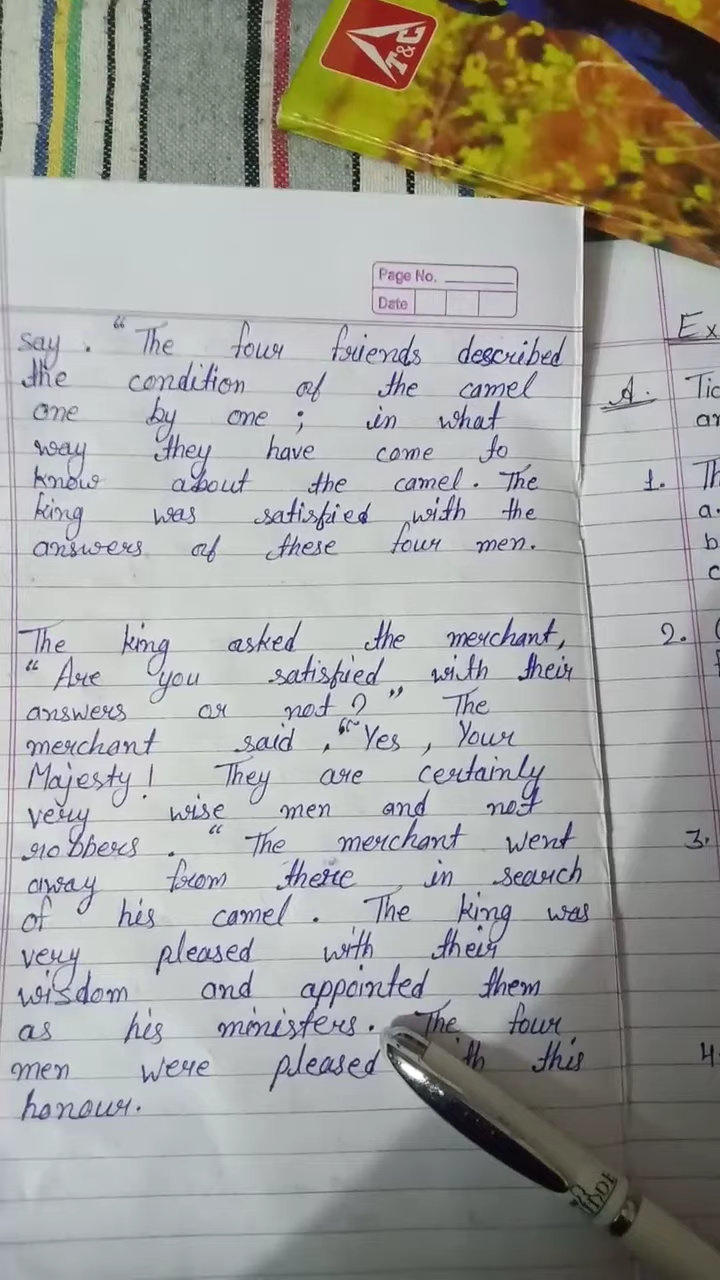 T&C
Page No.
Date
say . “ The four friends described
the condition of the camel
one by one ; in what
way they have come to
know about the camel. The
king was satisfied with the
answers of these four men.
The king asked the merchant,
“ Are you satisfied with their
answers or not ? ” The
merchant said , “ Yes , Your
Majesty ! They are certainly
very wise men and not
robbers . “ The merchant went
away from there in search
of his camel . The king was
very pleased with their
wisdom and appointed them
as his ministers. The four
men were pleased this
honour.
A.
1.
a.
b
c
2.
3.
4.